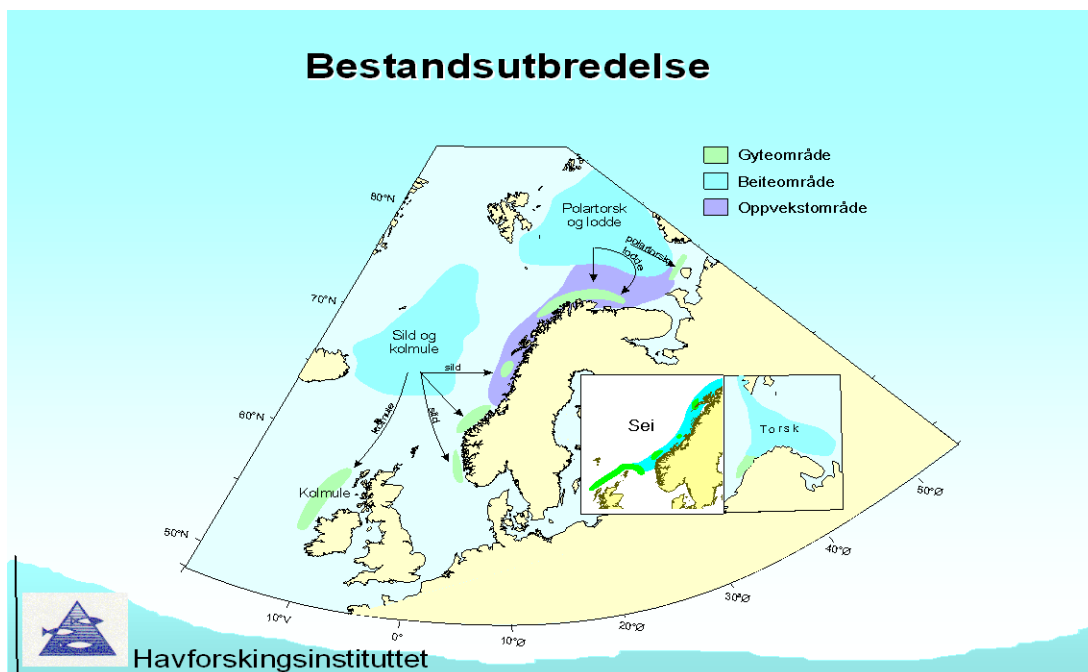 Bestandsutbredelse
Gyteområde
Beiteområde
Oppvekstområde
80°N
70°N
60°N
50°N
10°V
0°
10°Ø
20°Ø
30°Ø
40°Ø
50°Ø
Polartorsk
og lodde
polartorsk
lodde
Sild og
kolmule
sild
sild
kolmule
Kolmule
Sei
Torsk
Havforskingsinstituttet